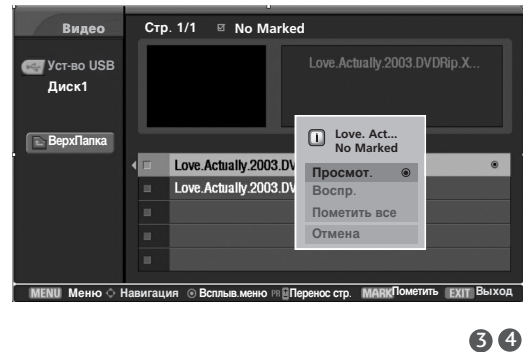 Видео
Стр. 1/1 No Marked
Уст-во USB
Диск1
ВерхПапка
Love.Actually.2003.DVDRip.X...
Love.Actually.2003.DV
Love.Actually.2003.DV
Love. Act...
No Marked
Просмот.
Воспр.
Пометить все
Отмена
MENU Меню Навигация Всплыв.меню PR Перенос стр. MARK Пометить EXIT Выход
3 4